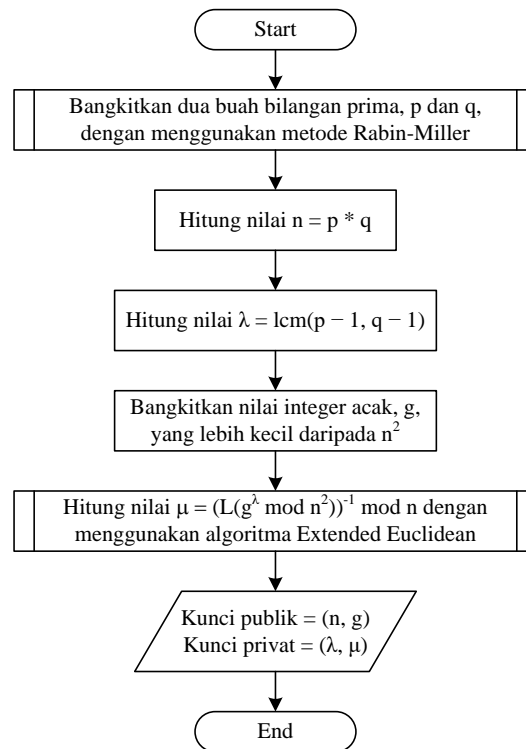 Start
Bangkitkan dua buah bilangan prima, p dan q,
dengan menggunakan metode Rabin-Miller
Hitung nilai n = p * q
Hitung nilai λ = lcm(p − 1, q − 1)
Bangkitkan nilai integer acak, g,
yang lebih kecil daripada n²
Hitung nilai μ = (L(g^λ mod n²))⁻¹ mod n dengan
menggunakan algoritma Extended Euclidean
Kunci publik = (n, g)
Kunci privat = (λ, μ)
End